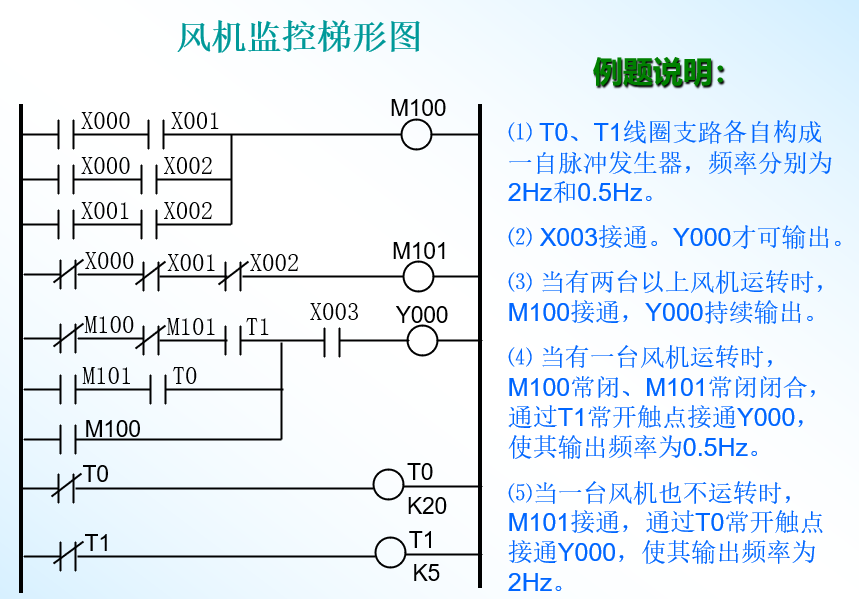 风机监控梯形图
X000 X001 M100
X000 X002
X001 X002
X000 X001 X002 M101
M100 M101 T1 X003 Y000
M101 T0
M100
T0 T0
K20
T1 T1
K5
例题说明：
⑴ T0、T1线圈支路各自构成
一自脉冲发生器，频率分别为
2Hz和0.5Hz。
⑵ X003接通。Y000才可输出。
⑶ 当有两台以上风机运转时，
M100接通，Y000持续输出。
⑷ 当有一台风机运转时，
M100常闭、M101常闭闭合，
通过T1常开触点接通Y000，
使其输出频率为0.5Hz。
⑸当一台风机也不运转时，
M101接通，通过T0常开触点
接通Y000，使其输出频率为
2Hz。